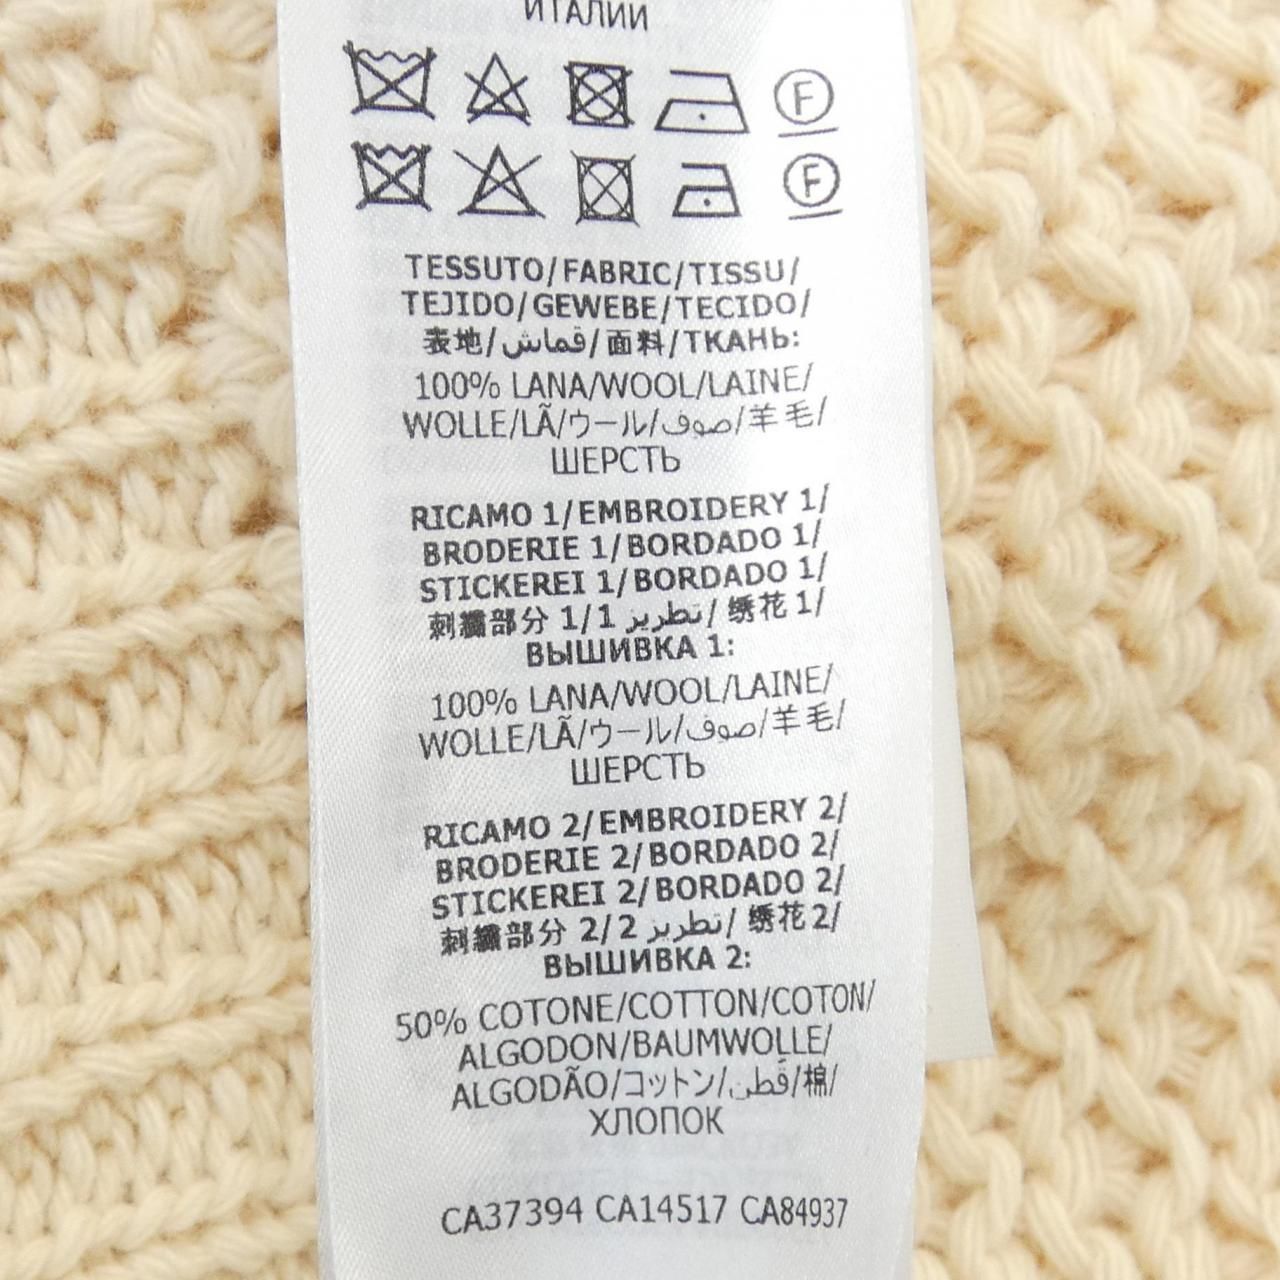 ИТАЛИИ
F
F
TESSUTO/FABRIC/TISSU/
TEJIDO/GEWEBE/TECIDO/
表地/قماش/面料/ТКАНЬ:
100% LANA/WOOL/LAINE/
WOLLE/LÃ/ウール/صوف/羊毛/
ШЕРСТЬ
RICAMO 1/EMBROIDERY 1/
BRODERIE 1/BORDADO 1/
STICKEREI 1/BORDADO 1/
刺繍部分 1/1 تطريز/ 绣花 1/
ВЫШИВКА 1:
100% LANA/WOOL/LAINE/
WOLLE/LÃ/ウール/صوف/羊毛/
ШЕРСТЬ
RICAMO 2/EMBROIDERY 2/
BRODERIE 2/BORDADO 2/
STICKEREI 2/BORDADO 2/
刺繍部分 2/2 تطريز/ 绣花 2/
ВЫШИВКА 2:
50% COTONE/COTTON/COTON/
ALGODON/BAUMWOLLE/
ALGODÃO/コットン/قُطن/棉/
ХЛОПОК
CA37394 CA14517 CA84937